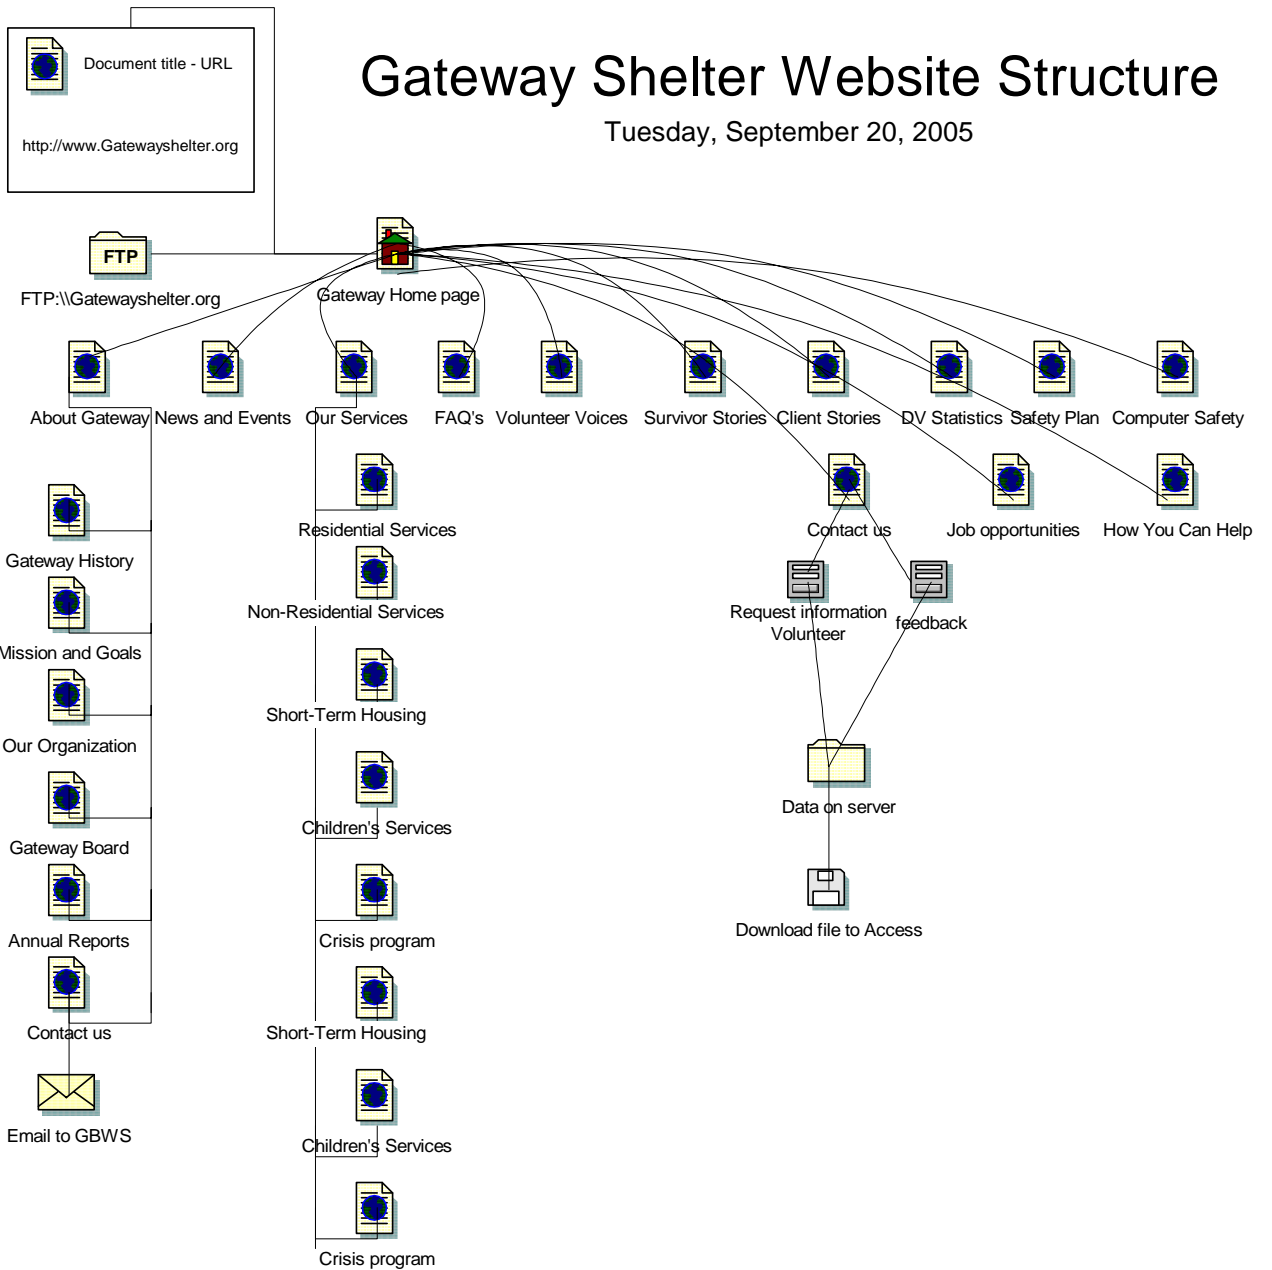 Document title - URL
http://www.Gatewayshelter.org
Gateway Shelter Website Structure
Tuesday, September 20, 2005
FTP
FTP:\\Gatewayshelter.org
Gateway Home page
About Gateway
News and Events
Our Services
FAQ's
Volunteer Voices
Survivor Stories
Client Stories
DV Statistics
Safety Plan
Computer Safety
Contact us
Job opportunities
How You Can Help
Request information
Volunteer
feedback
Data on server
Download file to Access
Gateway History
Mission and Goals
Our Organization
Gateway Board
Annual Reports
Contact us
Email to GBWS
Residential Services
Non-Residential Services
Short-Term Housing
Children's Services
Crisis program
Short-Term Housing
Children's Services
Crisis program